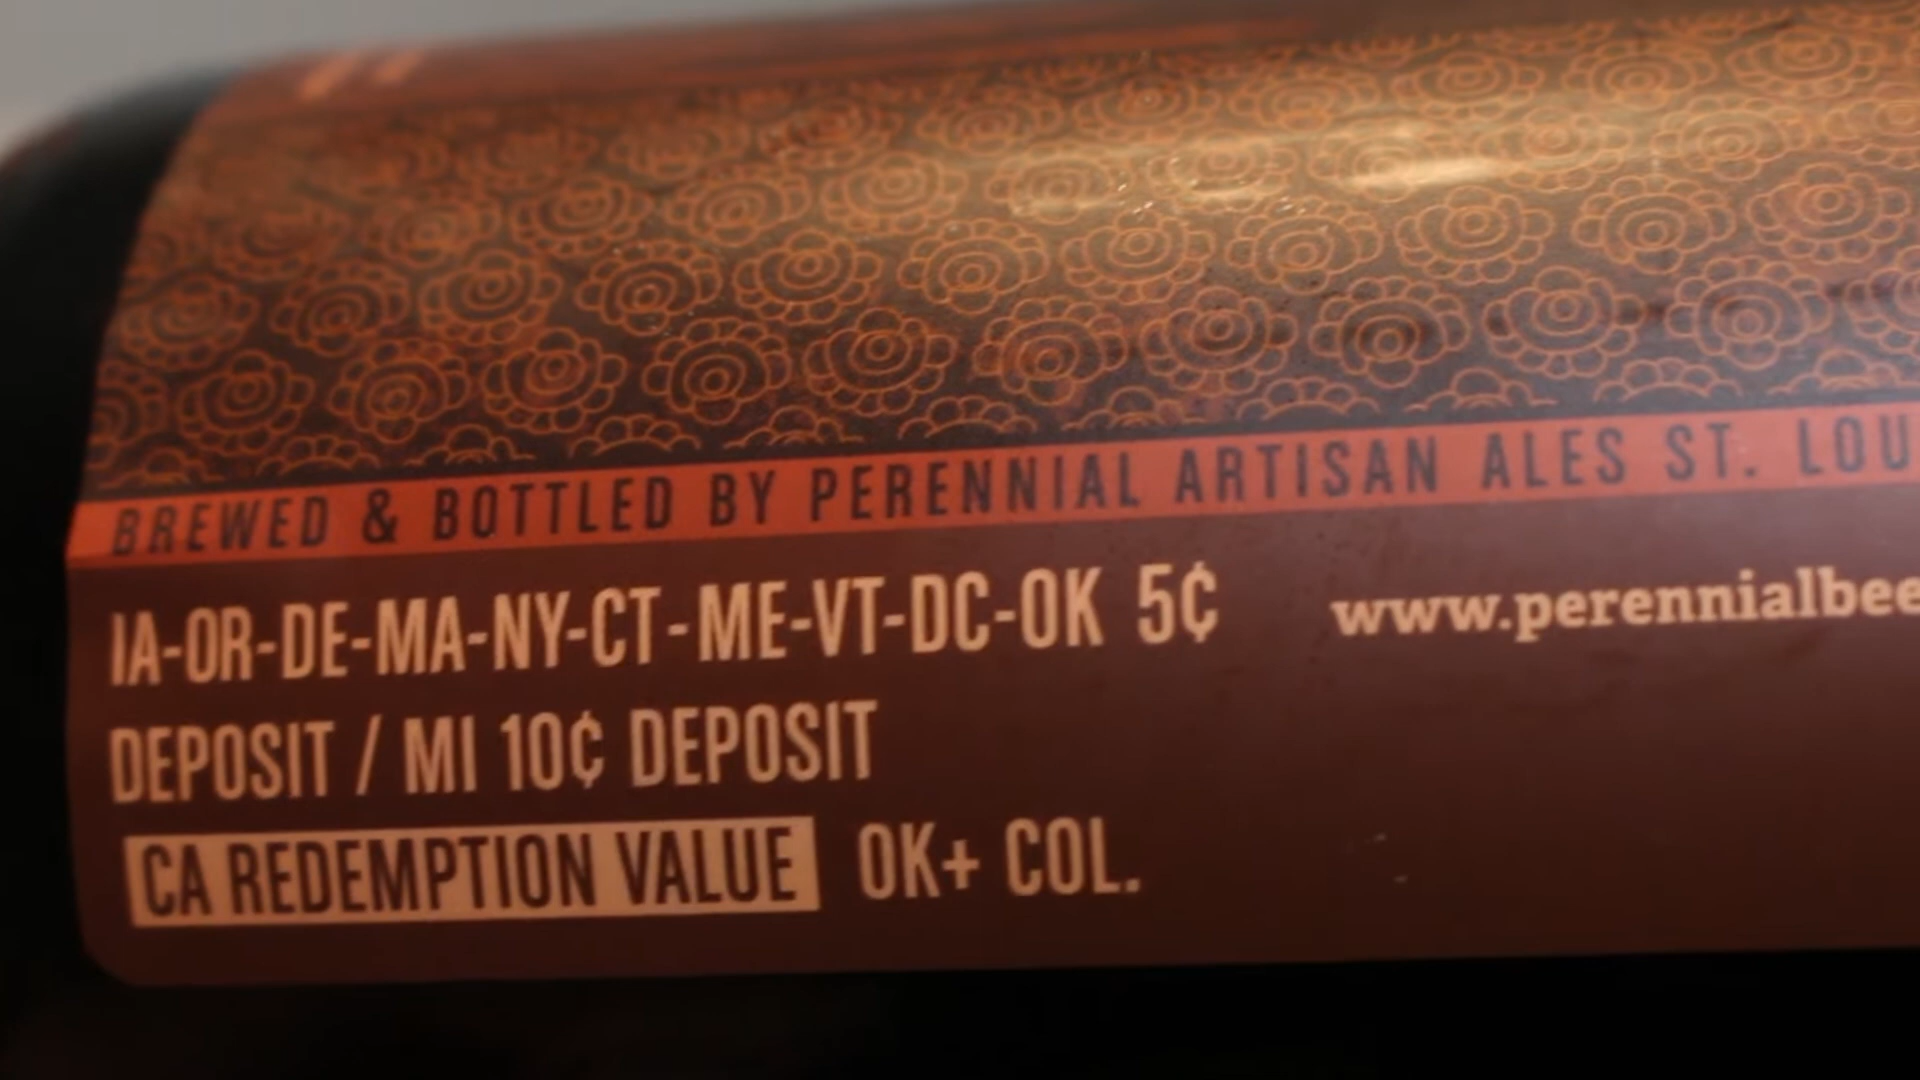 BREWED & BOTTLED BY PERENNIAL ARTISAN ALES ST. LOU
IA-OR-DE-MA-NY-CT-ME-VT-DC-OK 5¢
www.perennialbee
DEPOSIT / MI 10¢ DEPOSIT
CA REDEMPTION VALUE OK+ COL.